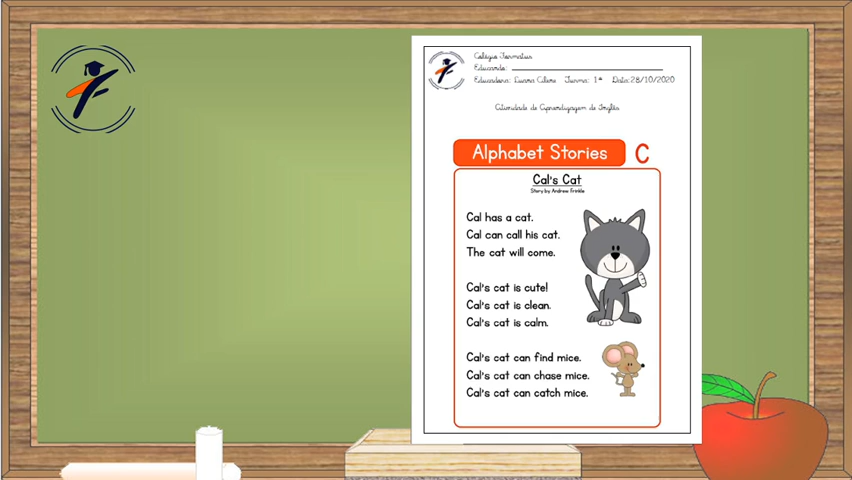 Colégio Formatus
Educando:
Educadora: Luana Cilere Turma: 1ª Data: 28/10/2020
Atividade de Aprendizagem de Inglês
Alphabet Stories C
Cal's Cat
Story by Andrew Frinkle
Cal has a cat.
Cal can call his cat.
The cat will come.
Cal's cat is cute!
Cal's cat is clean.
Cal's cat is calm.
Cal's cat can find mice.
Cal's cat can chase mice.
Cal's cat can catch mice.